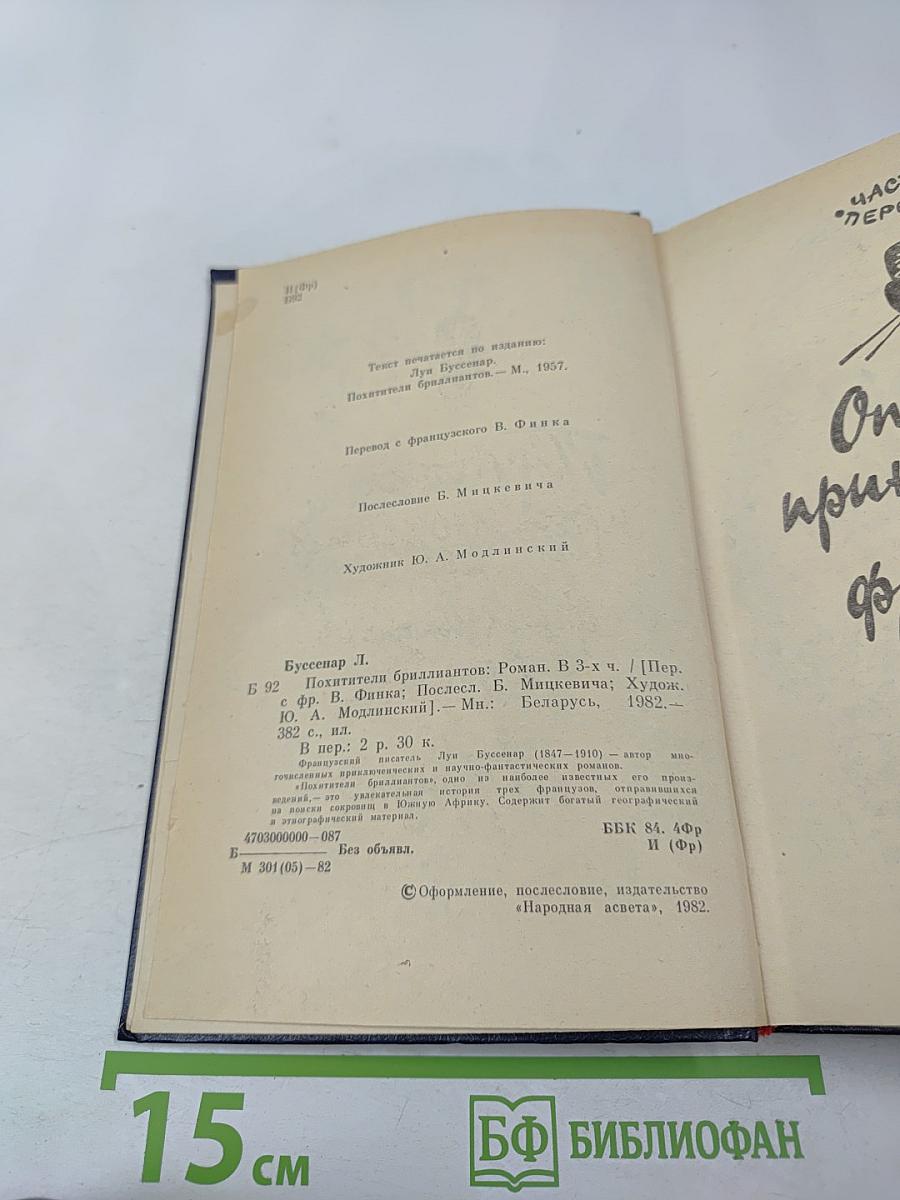 И(Фр)
Б92
Текст печатается по изданию:
Луи Буссенар.
Похитители бриллиантов. — М., 1957.
Перевод с французского В. Финка
Послесловие Б. Мицкевича
Художник Ю. А. Модлинский
Буссенар Л.
Б 92 Похитители бриллиантов: Роман. В 3-х ч. / [Пер.
с фр. В. Финка; Послесл. Б. Мицкевича; Худож.
Ю. А. Модлинский]. — Мн.: Беларусь, 1982. —
382 с., ил.
В пер.: 2 р. 30 к.
Французский писатель Луи Буссенар (1847—1910) — автор мно-
гочисленных приключенческих и научно-фантастических романов.
«Похитители бриллиантов», одно из наиболее известных его произ-
ведений, — это увлекательная история трех французов, отправившихся
на поиски сокровищ в Южную Африку. Содержит богатый географический
и этнографический материал.
4703000000—087
Б———— Без объявл.
М 301(05)—82
ББК 84. 4Фр
И (Фр)
© Оформление, послесловие, издательство
«Народная асвета», 1982.
ЧАС
ПЕР
Оп
при
ф
15 см
БФ БИБЛИОФАН